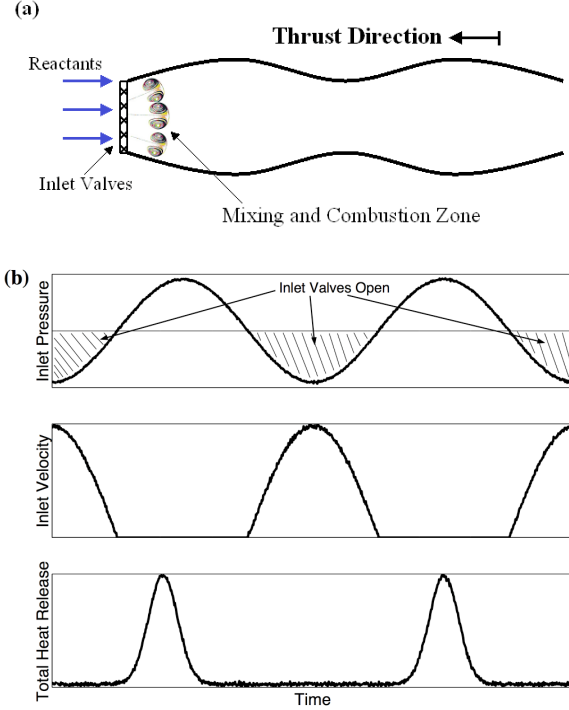 (a)
Thrust Direction
Reactants
Inlet Valves
Mixing and Combustion Zone
(b)
Inlet Pressure
Inlet Valves Open
Inlet Velocity
Total Heat Release
Time